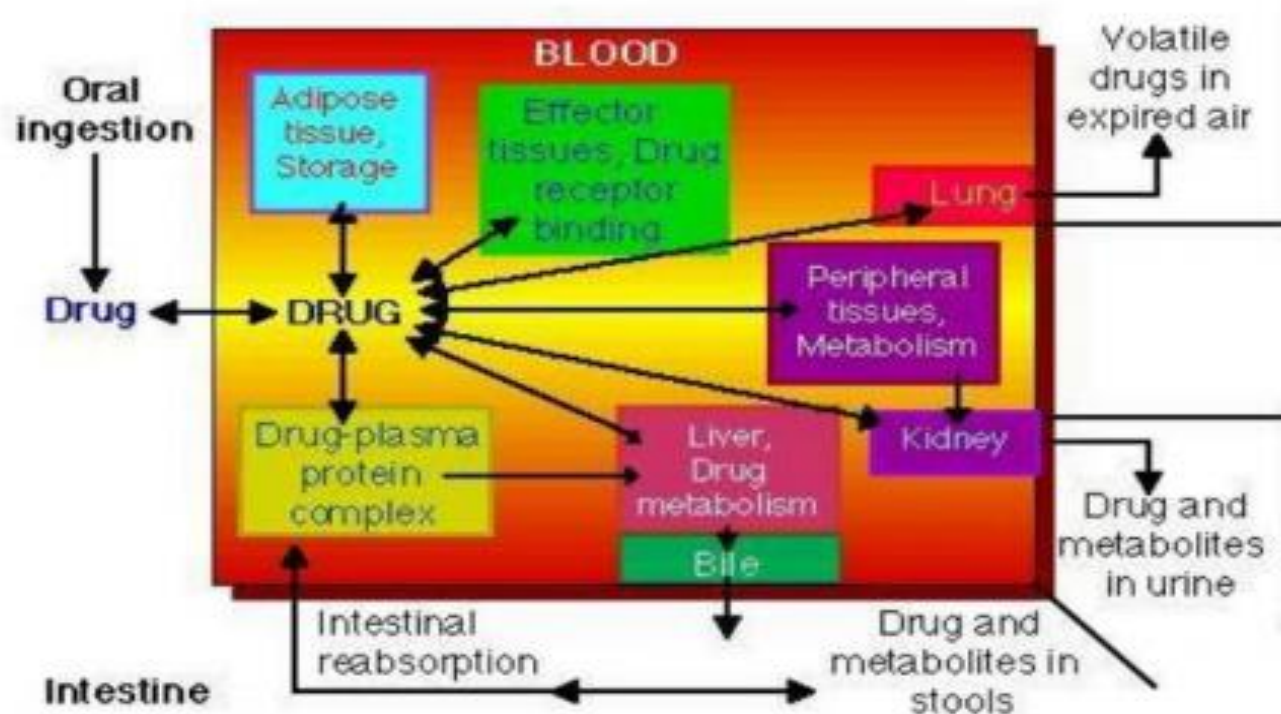 BLOOD
Oral
ingestion
Adipose
tissue,
Storage
Effector
tissues, Drug
receptor
binding
Volatile
drugs in
expired air
Lung
Drug
DRUG
Peripheral
tissues,
Metabolism
Drug-plasma
protein
complex
Liver,
Drug
metabolism
Kidney
Bile
Drug and
metabolites
in urine
Intestinal
reabsorption
Drug and
metabolites in
stools
Intestine